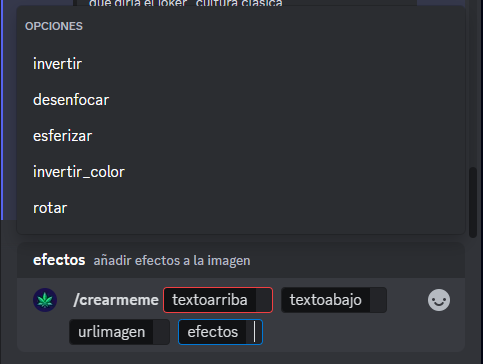 que diría el joker_ cultura clásica
OPCIONES
invertir
desenfocar
esferizar
invertir_color
rotar
efectos añadir efectos a la imagen
/crearmeme textoarriba textoabajo
urlimagen efectos